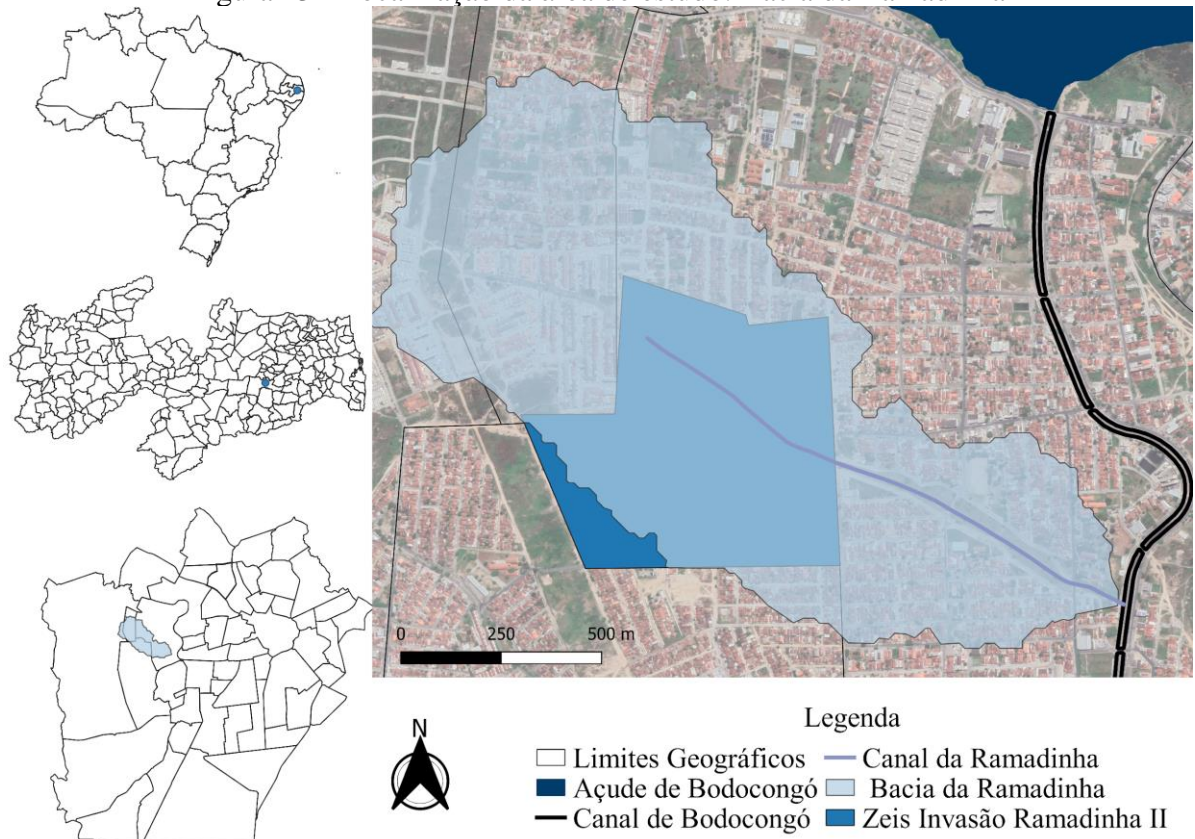 0 250 500 m
N
Legenda
Limites Geográficos
Canal da Ramadinha
Açude de Bodocongó
Bacia da Ramadinha
Canal de Bodocongó
Zeis Invasão Ramadinha II